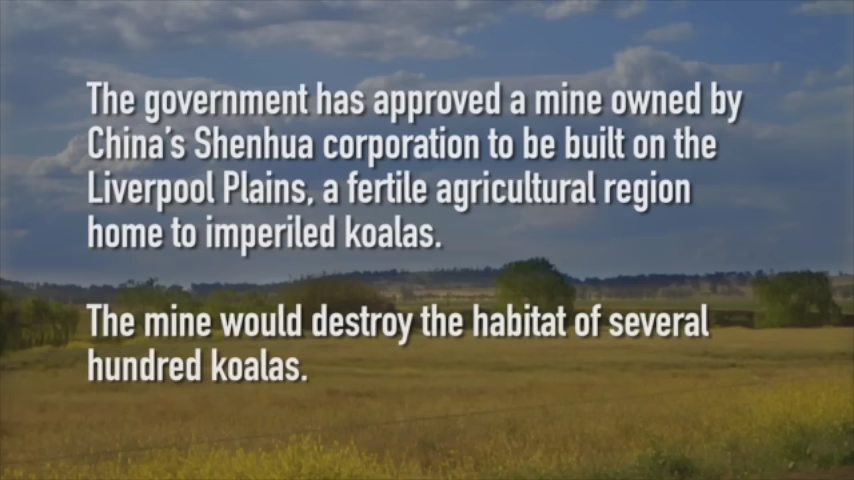 The government has approved a mine owned by
China's Shenhua corporation to be built on the
Liverpool Plains, a fertile agricultural region
home to imperiled koalas.
The mine would destroy the habitat of several
hundred koalas.